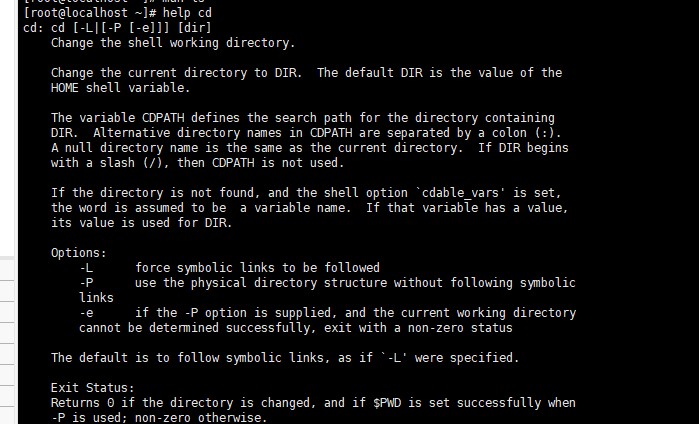 [root@localhost ~]# man ls
[root@localhost ~]# help cd
cd: cd [-L|[-P [-e]]] [dir]
    Change the shell working directory.

    Change the current directory to DIR.  The default DIR is the value of the
    HOME shell variable.

    The variable CDPATH defines the search path for the directory containing
    DIR.  Alternative directory names in CDPATH are separated by a colon (:).
    A null directory name is the same as the current directory.  If DIR begins
    with a slash (/), then CDPATH is not used.

    If the directory is not found, and the shell option `cdable_vars' is set,
    the word is assumed to be  a variable name.  If that variable has a value,
    its value is used for DIR.

    Options:
        -L      force symbolic links to be followed
        -P      use the physical directory structure without following symbolic
        links
        -e      if the -P option is supplied, and the current working directory
        cannot be determined successfully, exit with a non-zero status

    The default is to follow symbolic links, as if `-L' were specified.

    Exit Status:
    Returns 0 if the directory is changed, and if $PWD is set successfully when
    -P is used; non-zero otherwise.